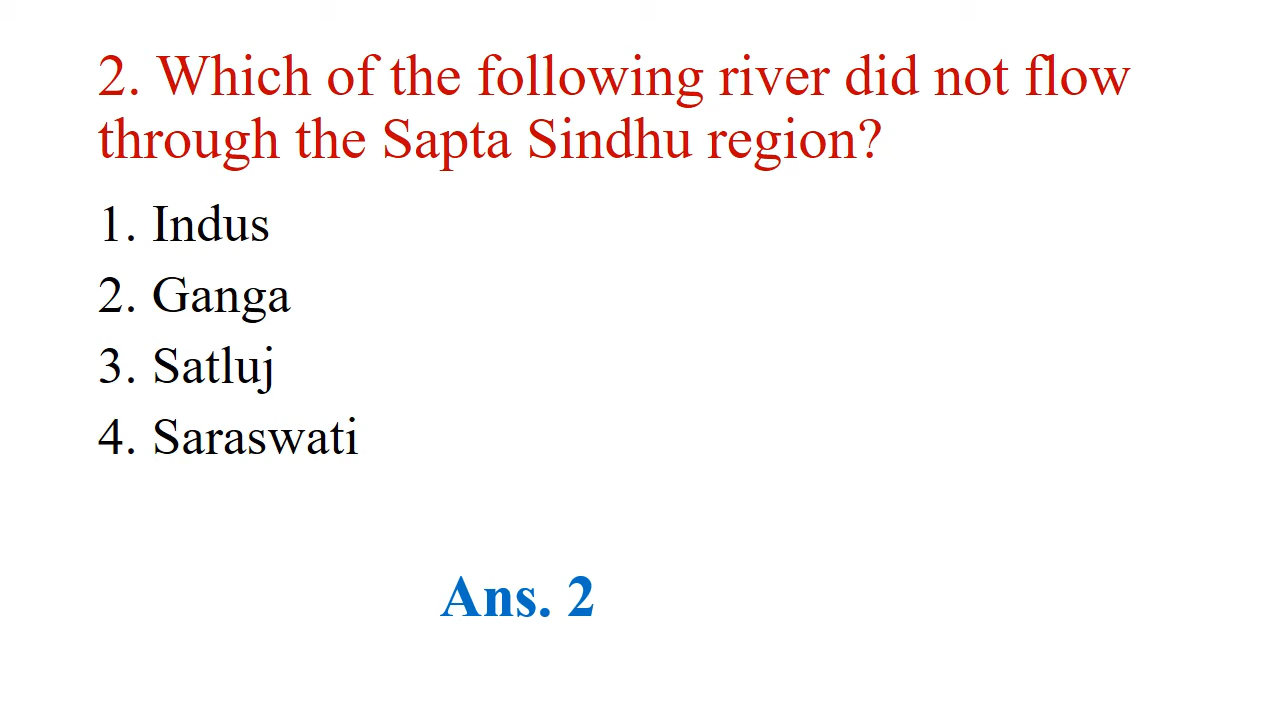 2. Which of the following river did not flow
through the Sapta Sindhu region?
1. Indus
2. Ganga
3. Satluj
4. Saraswati
Ans. 2